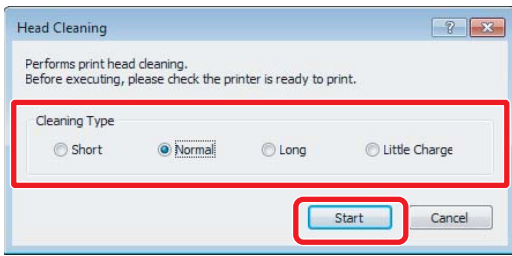 Head Cleaning
Performs print head cleaning.
Before executing, please check the printer is ready to print.
Cleaning Type
Short Normal Long Little Charge
Start Cancel